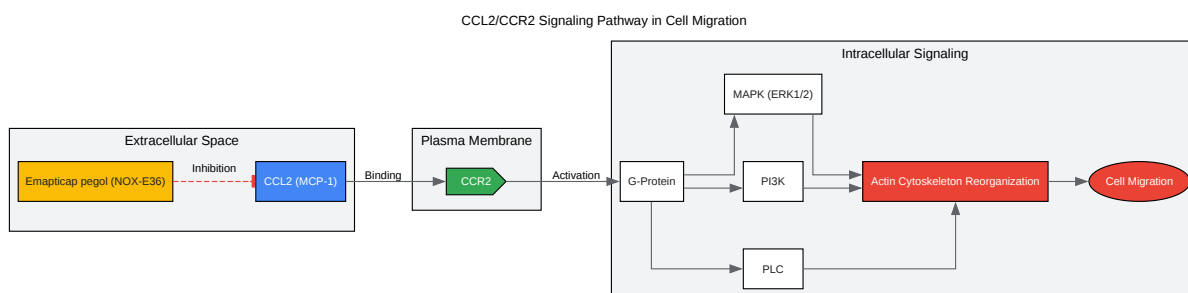 CCL2/CCR2 Signaling Pathway in Cell Migration
Intracellular Signaling
MAPK (ERK1/2)
Extracellular Space
Plasma Membrane
Inhibition
Emapticap pegol (NOX-E36)
CCL2 (MCP-1)
Binding
CCR2
Activation
G-Protein
PI3K
Actin Cytoskeleton Reorganization
Cell Migration
PLC